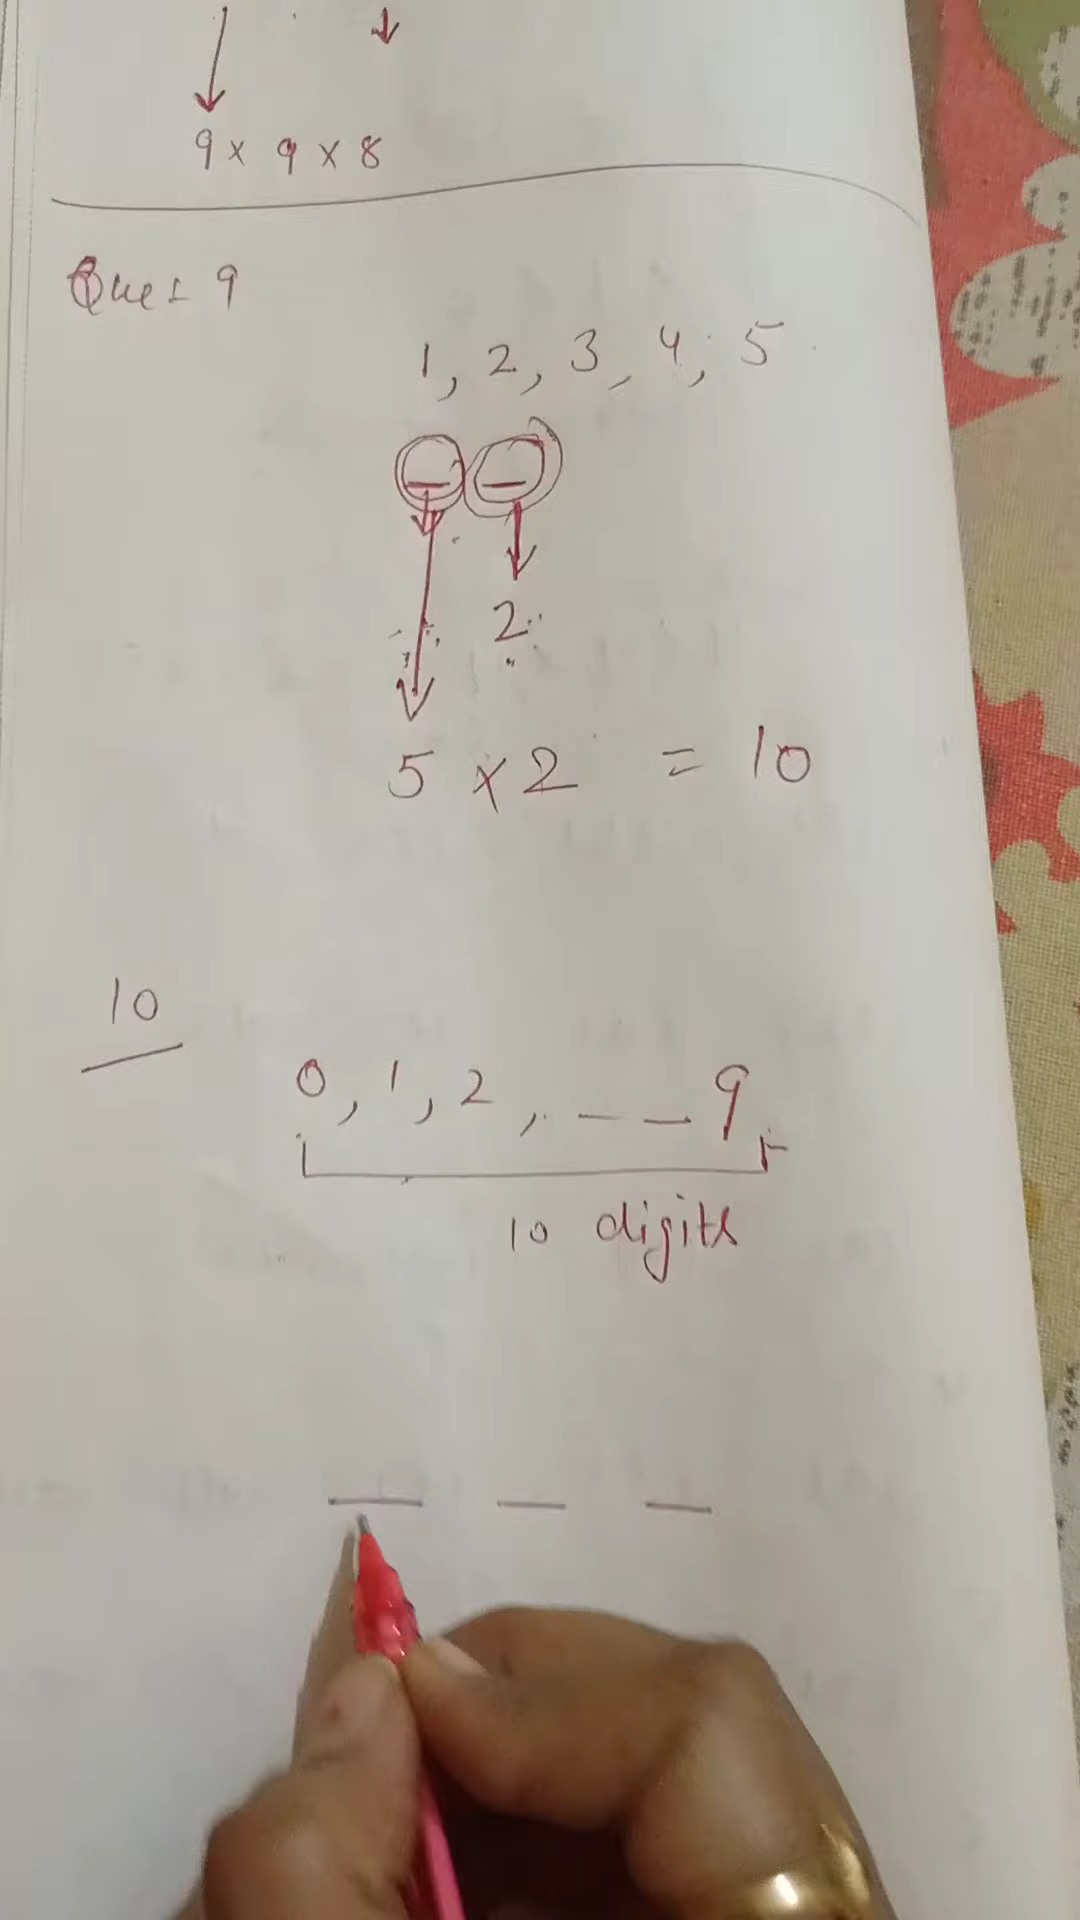 9 × 9 × 8
Que: 9
1, 2, 3, 4, 5
2
5 × 2 = 10
10
0, 1, 2, _ _ 9
10 digits